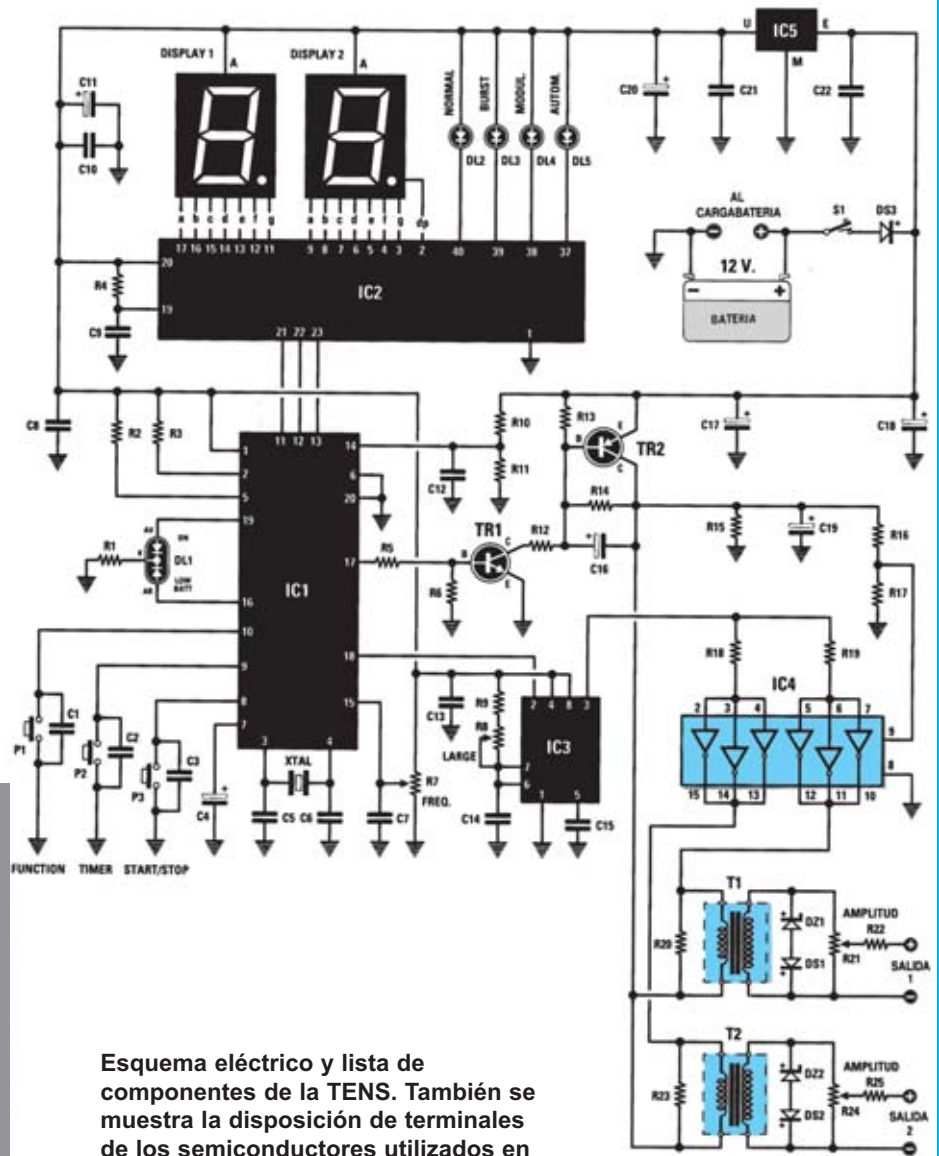 DISPLAY 1
A
DISPLAY 2
A
NORMAL
BURST
MODUL.
AUTOM.
DL2
DL3
DL4
DL5
U
IC5
E
M
C20
C21
C22
C11
C10
a b c d e f g
17 16 15 14 13 12 11
a b c d e f g dp
9 8 7 6 5 4 3 2
40 39 38 37
AL
CARGABATERIA
S1
DS3
12 V.
BATERIA
20
R4
19
C9
IC2
21 22 23
1
C8
R2
R3
11 12 13
1
2
5
19
16
10
9
8
7
3
4
14
6
20
17
18
15
IC1
R1
DL1
ON
LOW
BATT
R10
R11
C12
R13
B
E
C
TR2
R14
C17
C18
TR1
B
C
E
R5
R6
R12
C16
R15
C19
R16
R17
P1
C1
P2
C2
P3
C3
C4
XTAL
C5
C6
C7
R7
FREQ.
C13
R9
R8
LARGE
C14
2 4 8 3
IC3
7
6
1
5
C15
R18
R19
IC4
2 3 4 5 6 7
9
8
15 14 13 12 11 10
FUNCTION
TIMER
START/STOP
T1
R20
DZ1
DS1
AMPLITUD
R22
R21
SALIDA
1
T2
R23
DZ2
DS2
AMPLITUD
R25
R24
SALIDA
2
Esquema eléctrico y lista de
componentes de la TENS. También se
muestra la disposición de terminales
de los semiconductores utilizados en